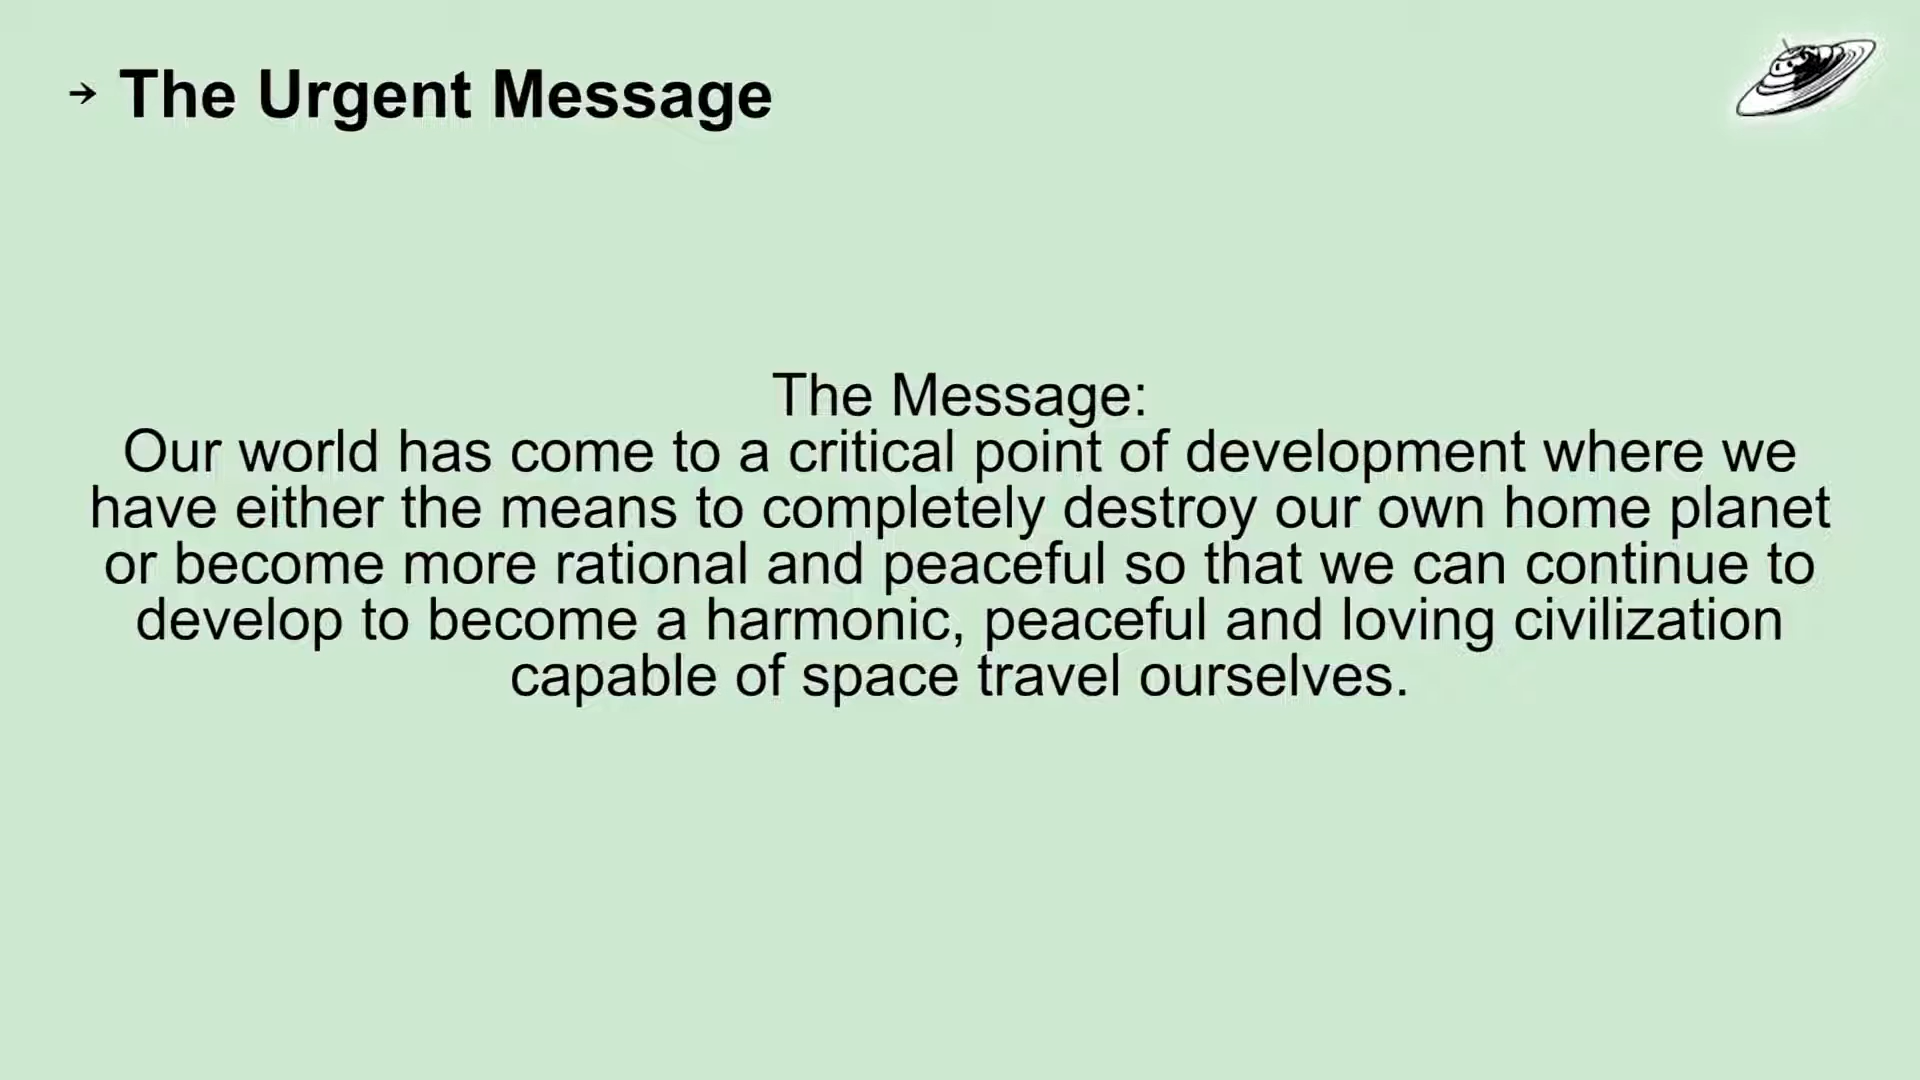 → The Urgent Message
The Message:
Our world has come to a critical point of development where we
have either the means to completely destroy our own home planet
or become more rational and peaceful so that we can continue to
develop to become a harmonic, peaceful and loving civilization
capable of space travel ourselves.